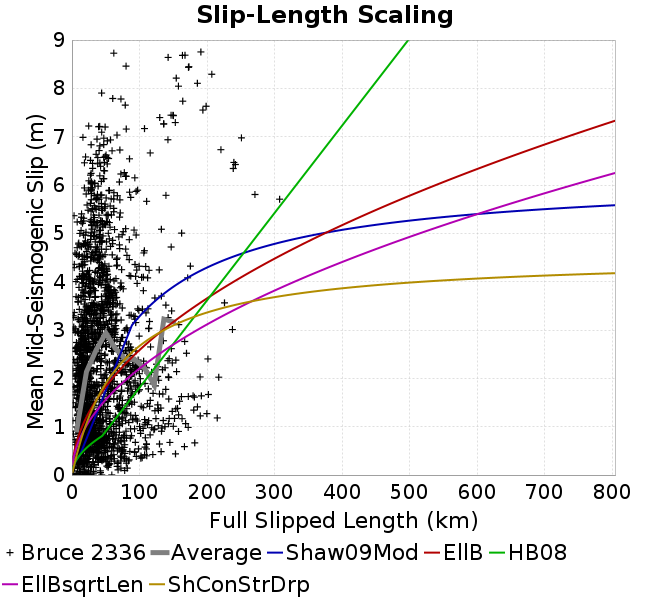 Slip-Length Scaling
Mean Mid-Seismogenic Slip (m)
9
8
7
6
5
4
3
2
1
0
0 100 200 300 400 500 600 700 800
Full Slipped Length (km)
Bruce 2336 Average Shaw09Mod EllB HB08
EllBsqrtLen ShConStrDrp